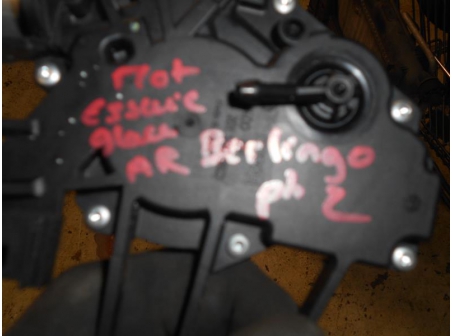 Mot
essuie
glace
AR Berlingo
ph 2